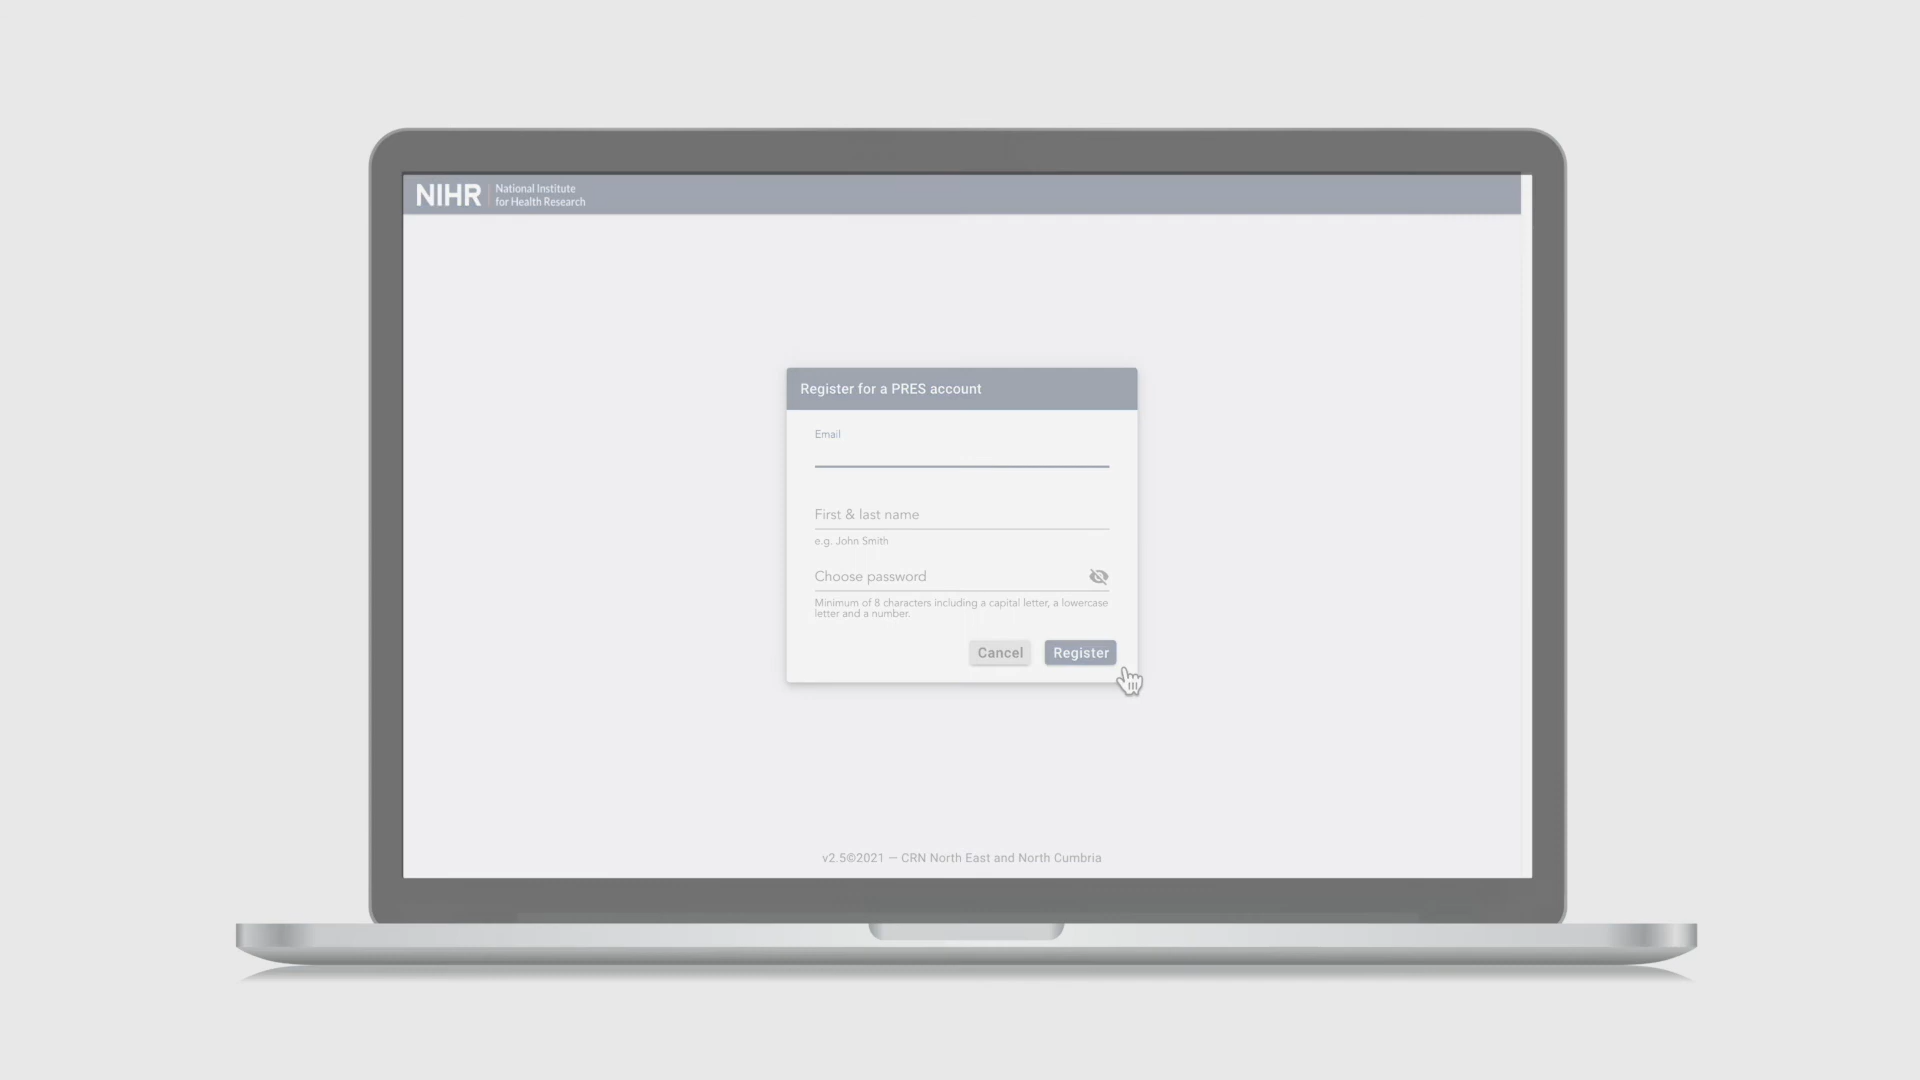 NIHR
National Institute
for Health Research
Register for a PRES account
Email
First & last name
e.g. John Smith
Choose password
Minimum of 8 characters including a capital letter, a lowercase
letter and a number.
Cancel
Register
v2.5©2021 — CRN North East and North Cumbria